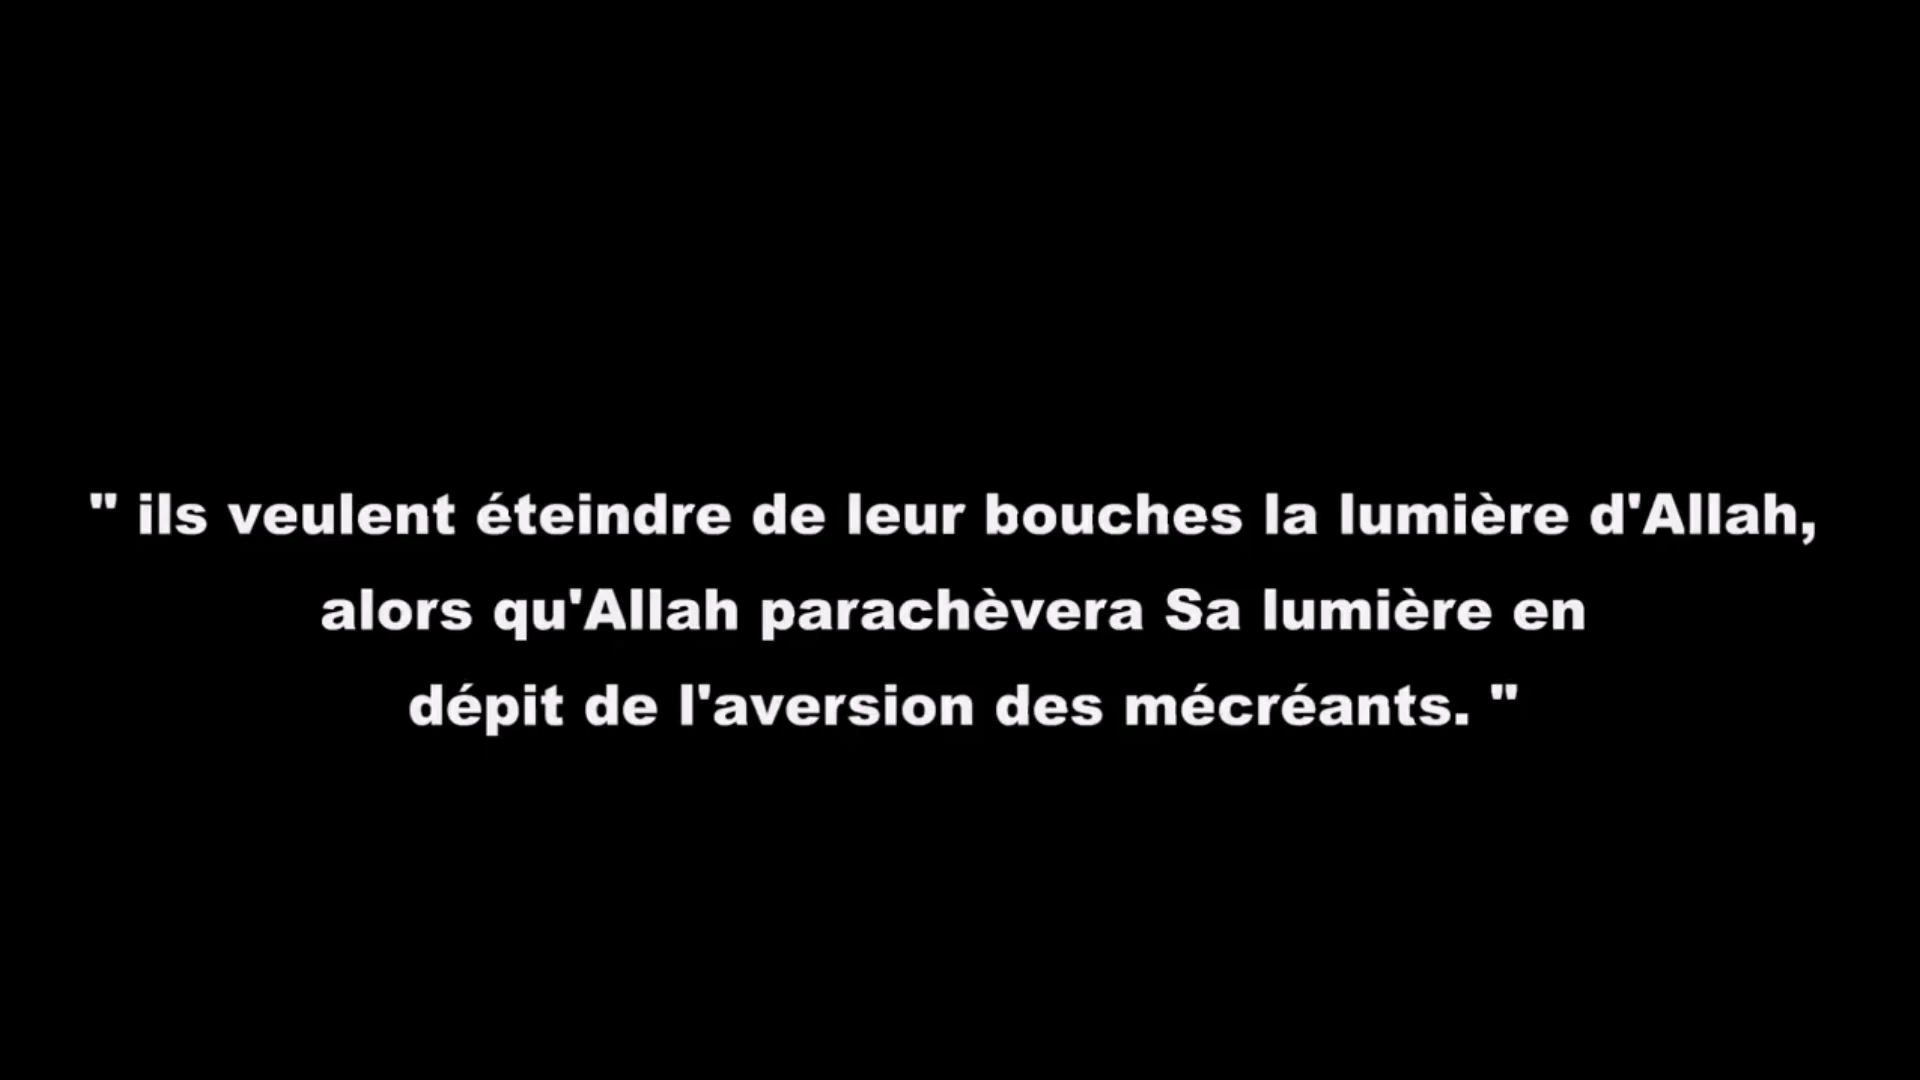 " ils veulent éteindre de leur bouches la lumière d'Allah,
alors qu'Allah parachèvera Sa lumière en
dépit de l'aversion des mécréants. "